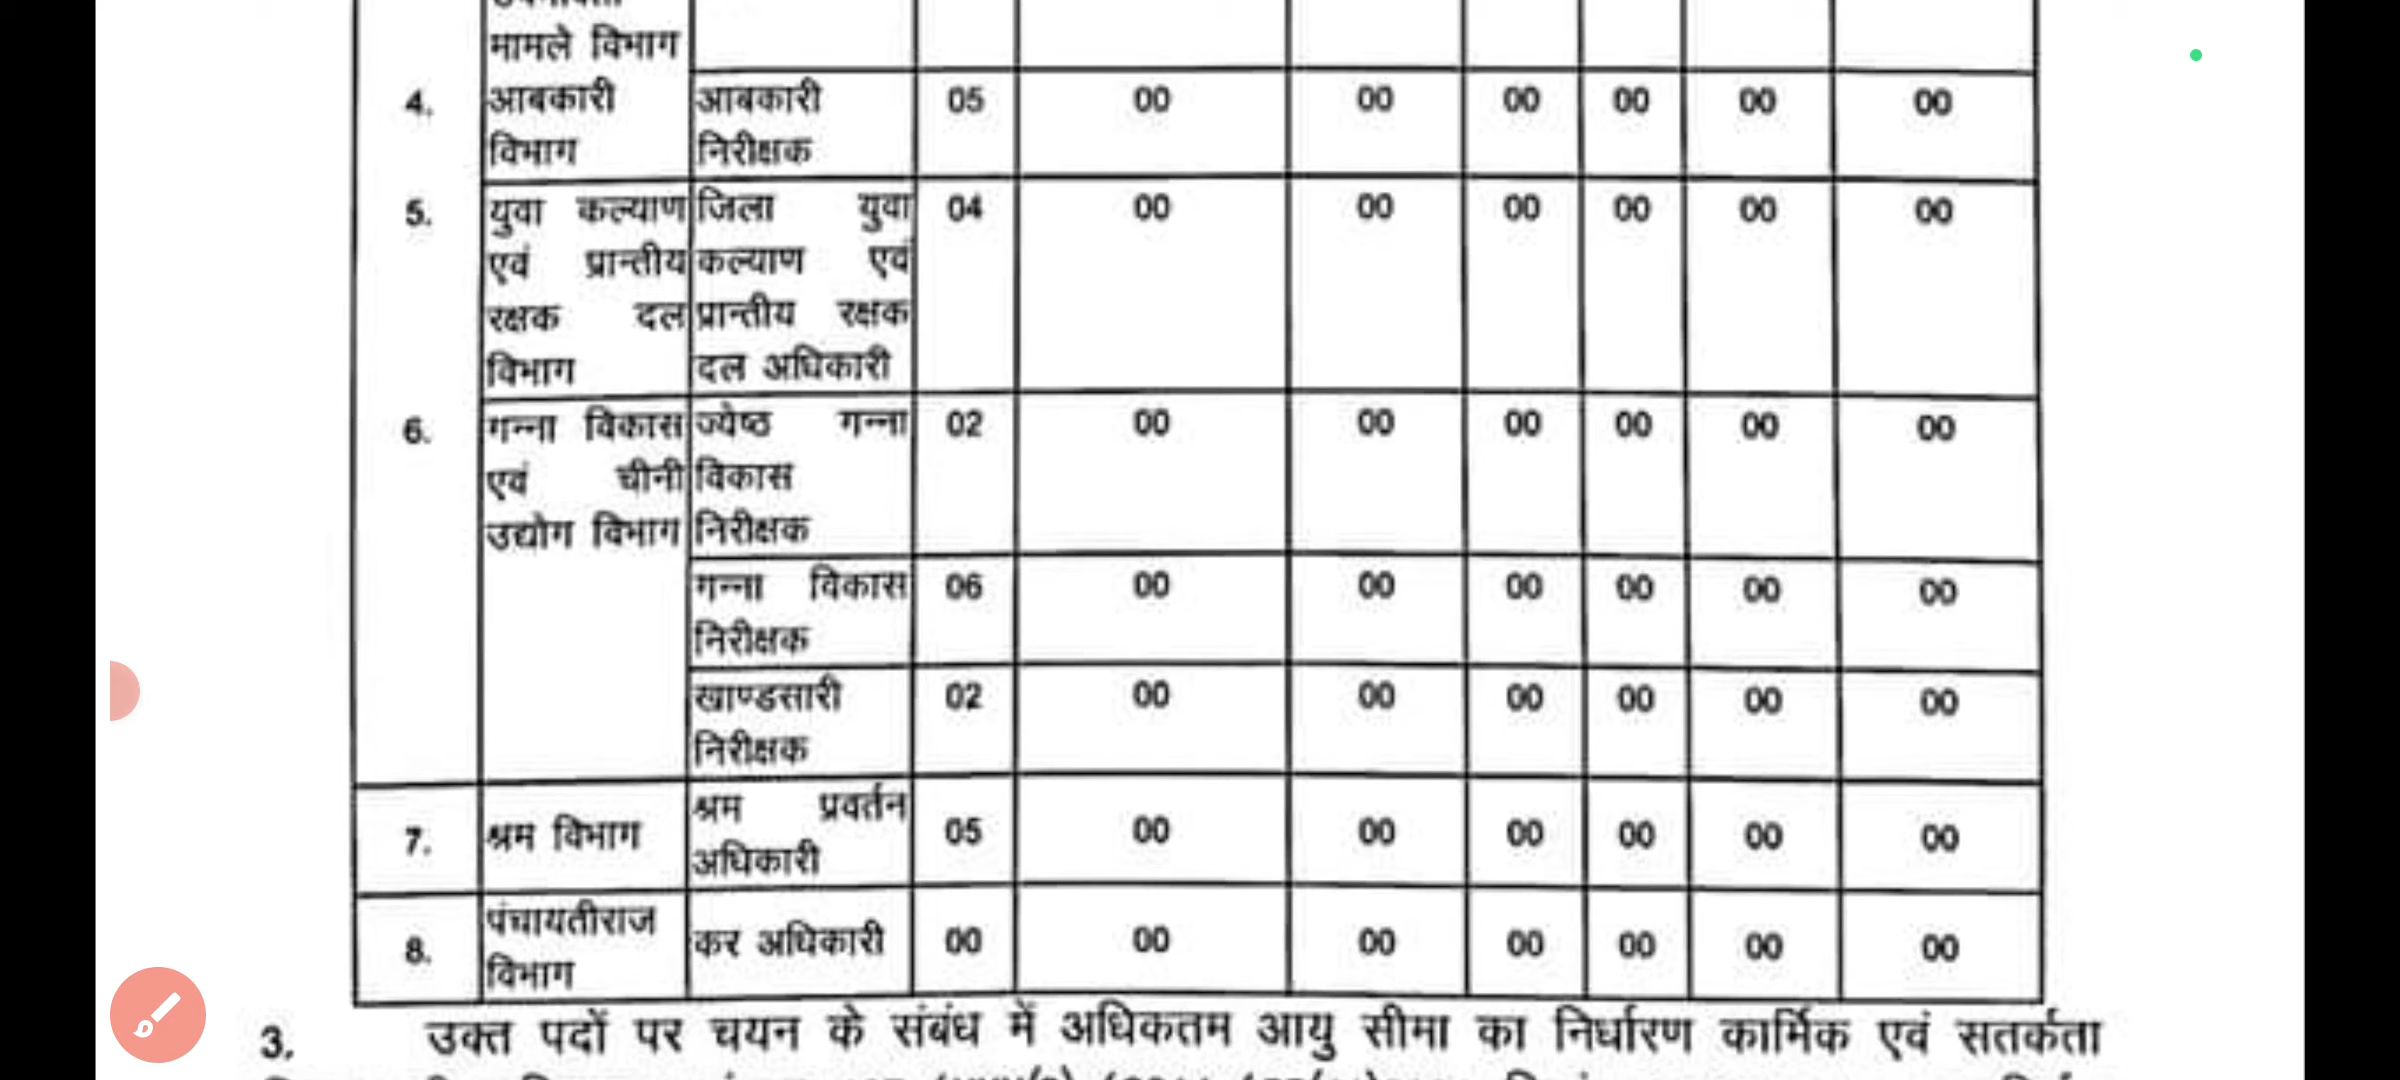 मामले विभाग
4. आबकारी आबकारी 05 00 00 00 00 00 00
विभाग निरीक्षक
5. युवा कल्याण जिला युवा 04 00 00 00 00 00 00
एवं प्रान्तीय कल्याण एवं
रक्षक दल प्रान्तीय रक्षक
विभाग दल अधिकारी
6. गन्ना विकास ज्येष्ठ गन्ना 02 00 00 00 00 00 00
एवं चीनी विकास
उद्योग विभाग निरीक्षक
गन्ना विकास 06 00 00 00 00 00 00
निरीक्षक
खाण्डसारी 02 00 00 00 00 00 00
निरीक्षक
7. श्रम विभाग श्रम प्रवर्तन 05 00 00 00 00 00 00
अधिकारी
8. पंचायतीराज कर अधिकारी 00 00 00 00 00 00 00
विभाग
3. उक्त पदों पर चयन के संबंध में अधिकतम आयु सीमा का निर्धारण कार्मिक एवं सतर्कता